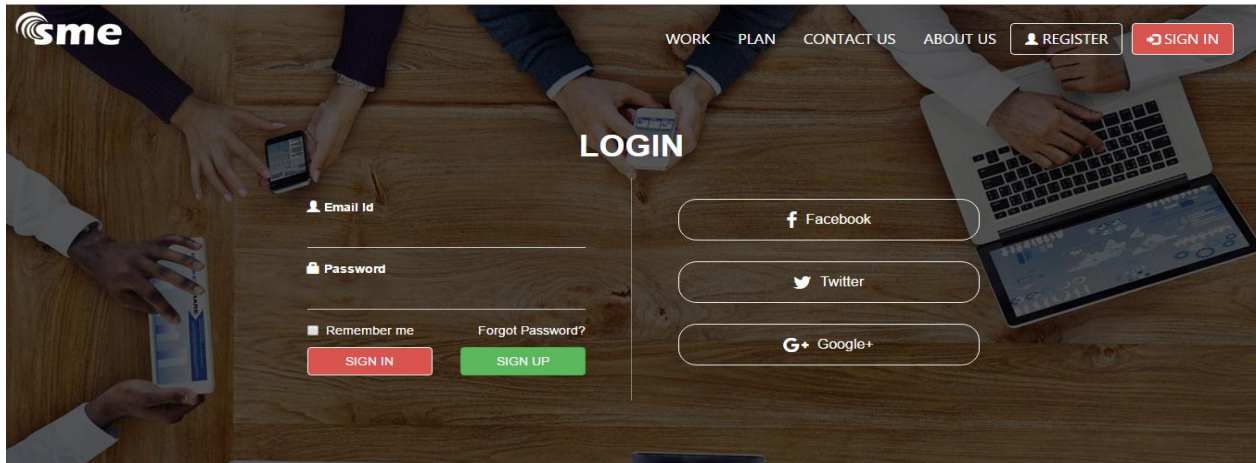 sme
WORK PLAN CONTACT US ABOUT US REGISTER SIGN IN
LOGIN
Email Id
Password
Remember me Forgot Password?
SIGN IN SIGN UP
Facebook
Twitter
G+ Google+